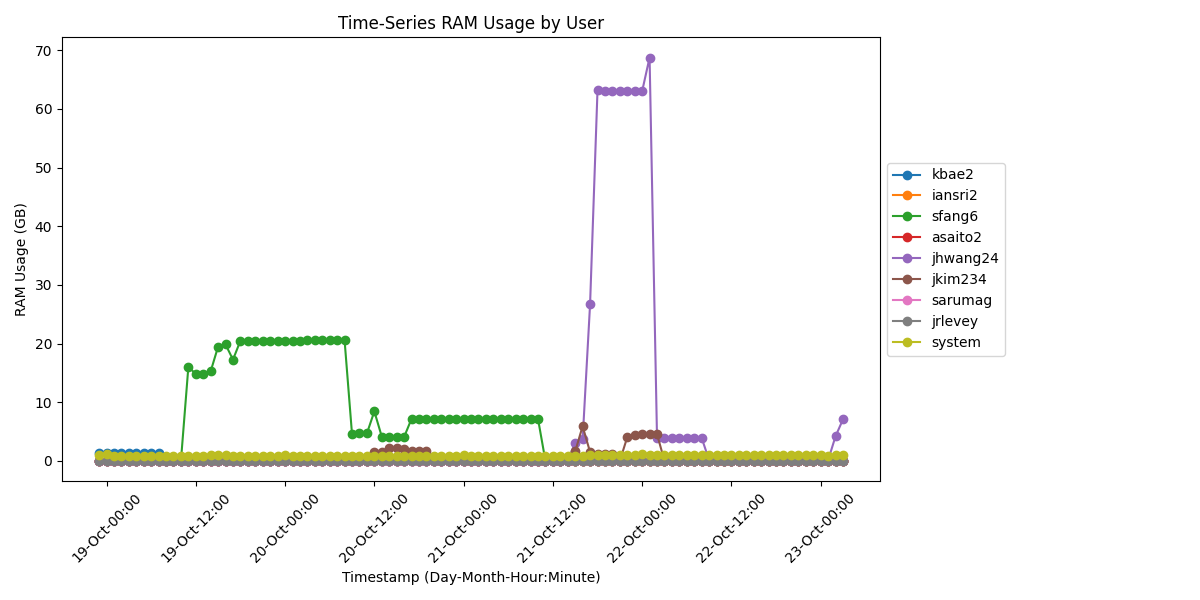 Time-Series RAM Usage by User
RAM Usage (GB)
70
60
50
40
30
20
10
0
19-Oct-00:00
19-Oct-12:00
20-Oct-00:00
20-Oct-12:00
21-Oct-00:00
21-Oct-12:00
22-Oct-00:00
22-Oct-12:00
23-Oct-00:00
Timestamp (Day-Month-Hour:Minute)
kbae2
iansri2
sfang6
asaito2
jhwang24
jkim234
sarumag
jrlevey
system